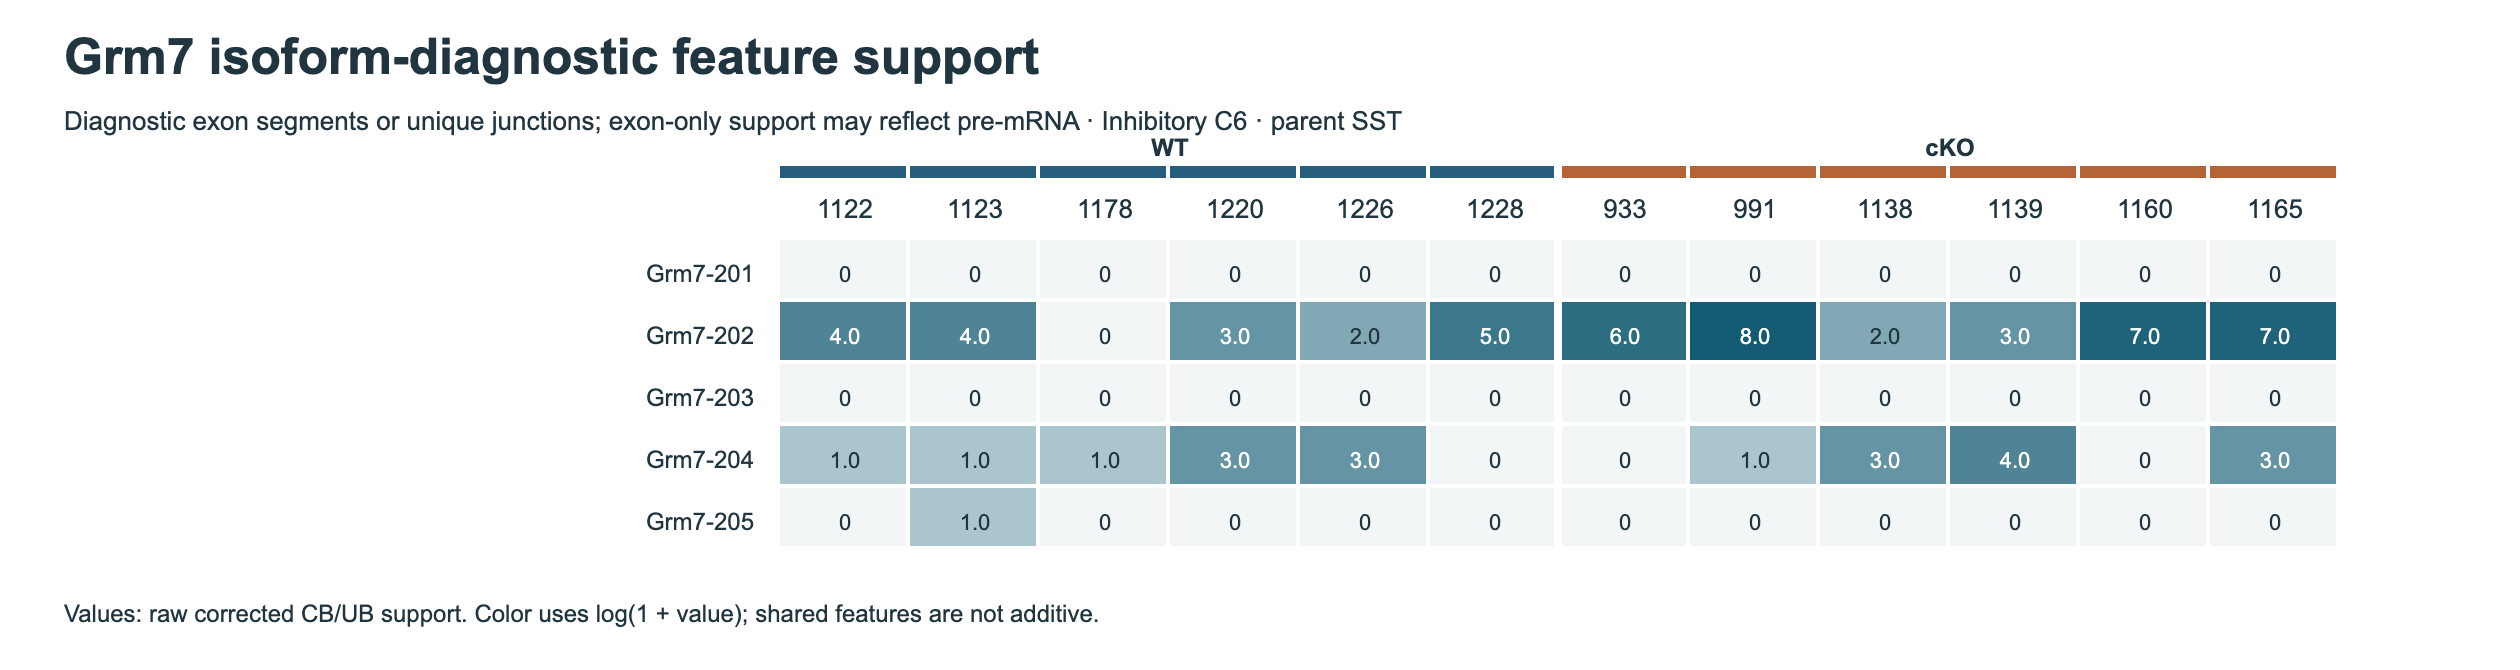 Grm7 isoform-diagnostic feature support
Diagnostic exon segments or unique junctions; exon-only support may reflect pre-mRNA · Inhibitory C6 · parent SST
WT cKO
1122 1123 1178 1220 1226 1228 933 991 1138 1139 1160 1165
Grm7-201 0 0 0 0 0 0 0 0 0 0 0 0
Grm7-202 4.0 4.0 0 3.0 2.0 5.0 6.0 8.0 2.0 3.0 7.0 7.0
Grm7-203 0 0 0 0 0 0 0 0 0 0 0 0
Grm7-204 1.0 1.0 1.0 3.0 3.0 0 0 1.0 3.0 4.0 0 3.0
Grm7-205 0 1.0 0 0 0 0 0 0 0 0 0 0
Values: raw corrected CB/UB support. Color uses log(1 + value); shared features are not additive.